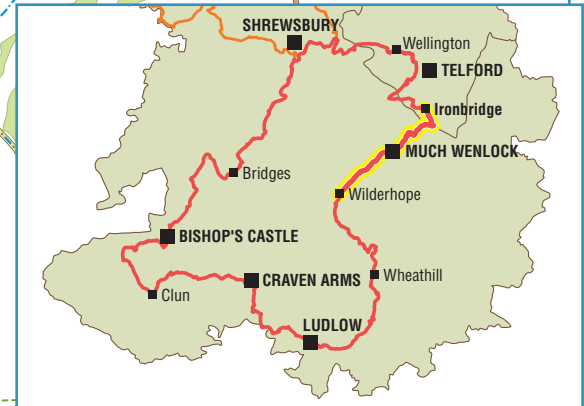 SHREWSBURY
Wellington
TELFORD
Ironbridge
MUCH WENLOCK
Bridges
Wilderhope
BISHOP'S CASTLE
Wheathill
CRAVEN ARMS
Clun
LUDLOW